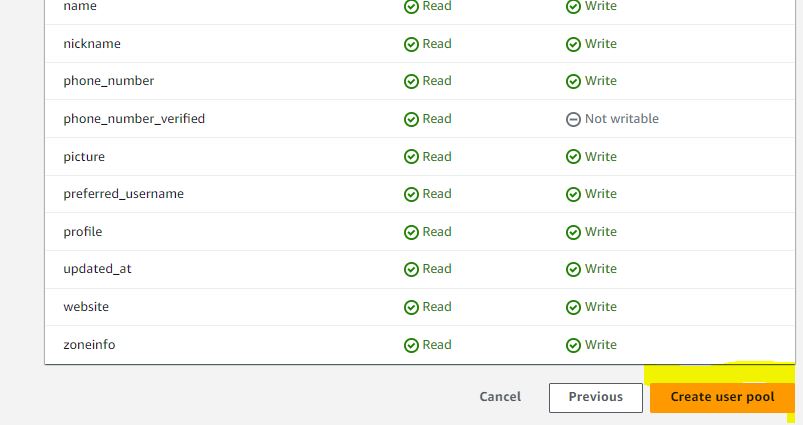 name Read Write
nickname Read Write
phone_number Read Write
phone_number_verified Read Not writable
picture Read Write
preferred_username Read Write
profile Read Write
updated_at Read Write
website Read Write
zoneinfo Read Write
Cancel Previous Create user pool